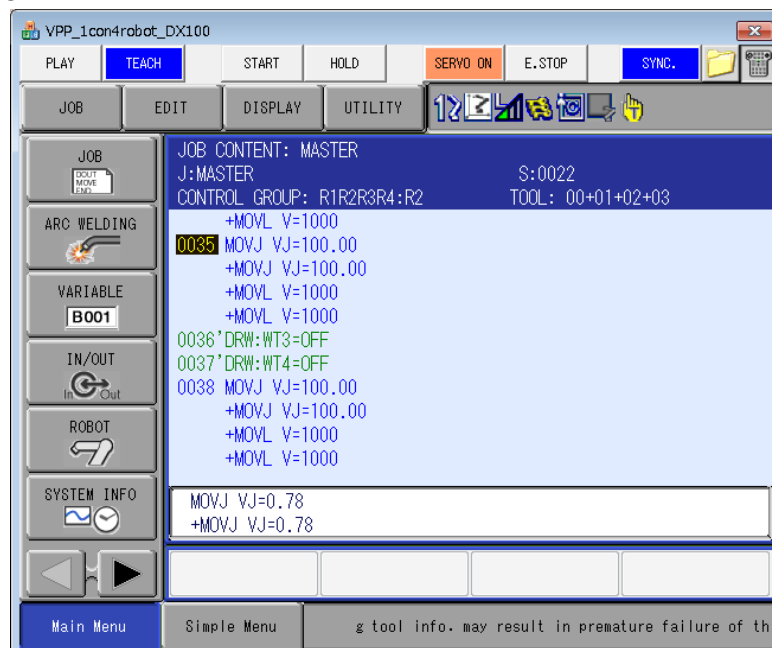 VPP_1con4robot_DX100
PLAY TEACH START HOLD SERVO ON E.STOP SYNC.
JOB EDIT DISPLAY UTILITY
JOB
DOUT
MOVE
END
ARC WELDING
VARIABLE
B001
IN/OUT
In Out
ROBOT
SYSTEM INFO
JOB CONTENT: MASTER
J:MASTER S:0022
CONTROL GROUP: R1R2R3R4:R2 TOOL: 00+01+02+03
+MOVL V=1000
0035 MOVJ VJ=100.00
+MOVJ VJ=100.00
+MOVL V=1000
+MOVL V=1000
0036'DRW:WT3=OFF
0037'DRW:WT4=OFF
0038 MOVJ VJ=100.00
+MOVJ VJ=100.00
+MOVL V=1000
+MOVL V=1000
MOVJ VJ=0.78
+MOVJ VJ=0.78
Main Menu Simple Menu g tool info. may result in premature failure of th